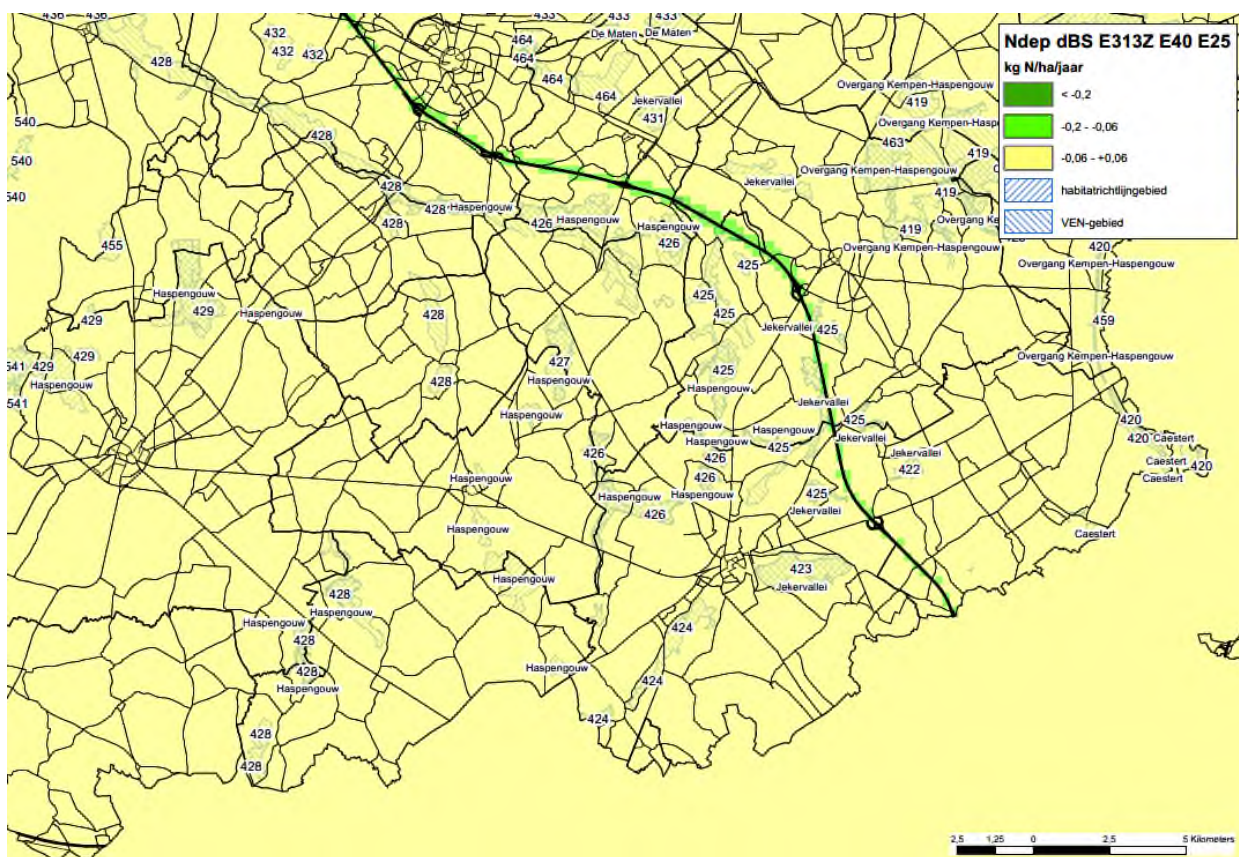 436 436
433 433 433
De Maten De Maten
432
432 432
464
464
464
428
Ndep dBS E313Z E40 E25
kg N/ha/jaar
< -0,2
-0,2 - -0,06
-0,06 - +0,06
habitatrichtlijngebied
VEN-gebied
Overgang Kempen-Haspengouw
419
Jekervallei
431
Overgang Kempen-Hasp
463
419
540
428
540
Overgang Kempen-Haspengouw
Jekervallei
419
540
428
428
428
Haspengouw
426
Haspengouw
Haspengouw
426
419
Overgang Ke
455
Overgang Kempen-Haspengouw
420
Overgang Kempen-Haspengouw
425
Haspengouw
429
Haspengouw
429
428
425
425
Jekervallei
425
459
429
541
429
Haspengouw
541
427
Haspengouw
428
425
Haspengouw
Overgang Kempen-Haspengouw
Haspengouw
Jekervallei
425
Haspengouw
Haspengouw
Haspengouw
425
Jekervallei
420
420
Caestert
Caestert
420
Caestert
426
426
Jekervallei
422
Haspengouw
426
Haspengouw
Haspengouw
426
425
Jekervallei
Haspengouw
Caestert
423
Jekervallei
Haspengouw
428
Haspengouw
Haspengouw
428
424
428
Haspengouw
Haspengouw
424
424
428
428
2,5 1,25 0 2,5 5 Kilometers